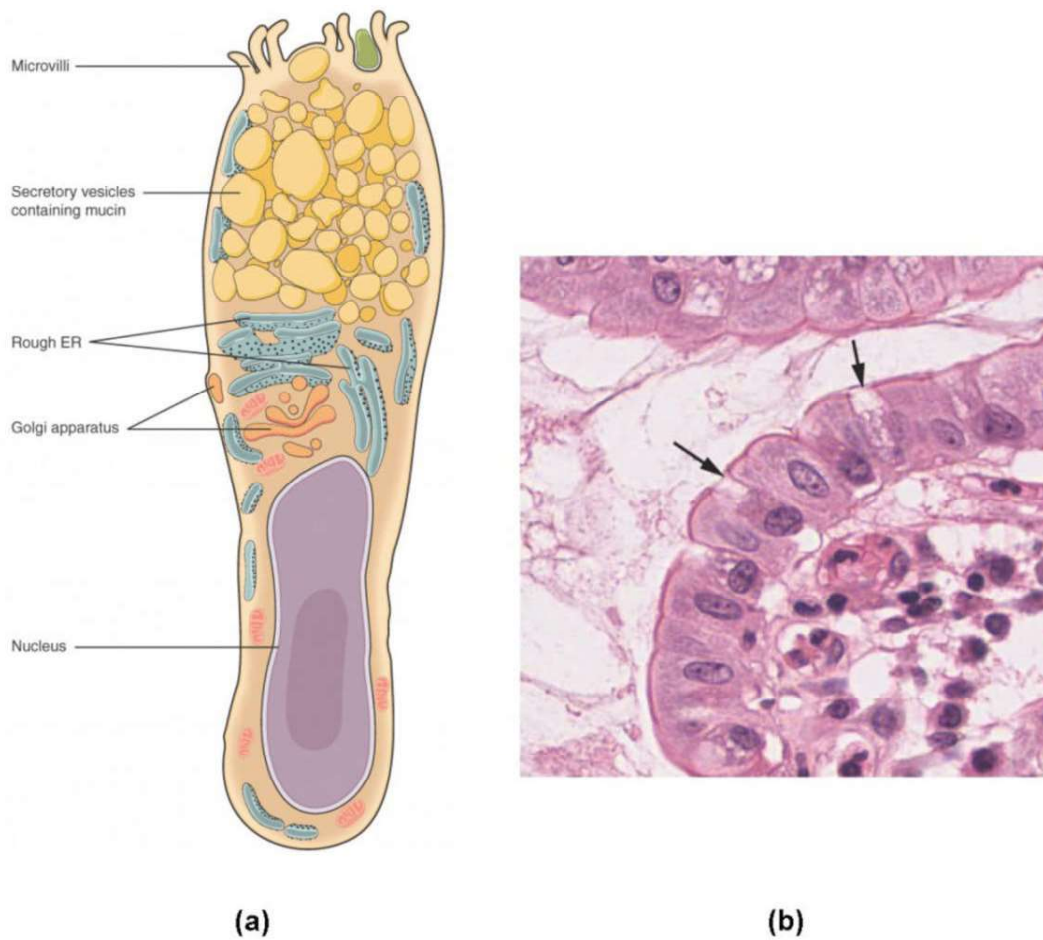 Microvilli
Secretory vesicles
containing mucin
Rough ER
Golgi apparatus
Nucleus
(a)
(b)